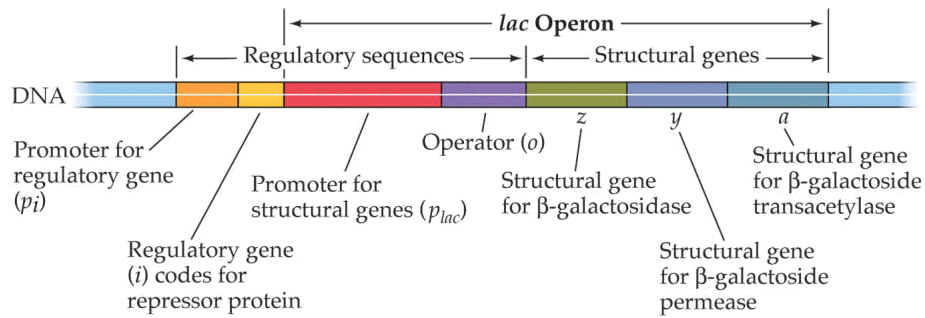 lac Operon
Regulatory sequences
Structural genes
DNA
z
y
a
Operator (o)
Promoter for
regulatory gene
(pi)
Regulatory gene
(i) codes for
repressor protein
Promoter for
structural genes (plac)
Structural gene
for β-galactosidase
Structural gene
for β-galactoside
permease
Structural gene
for β-galactoside
transacetylase